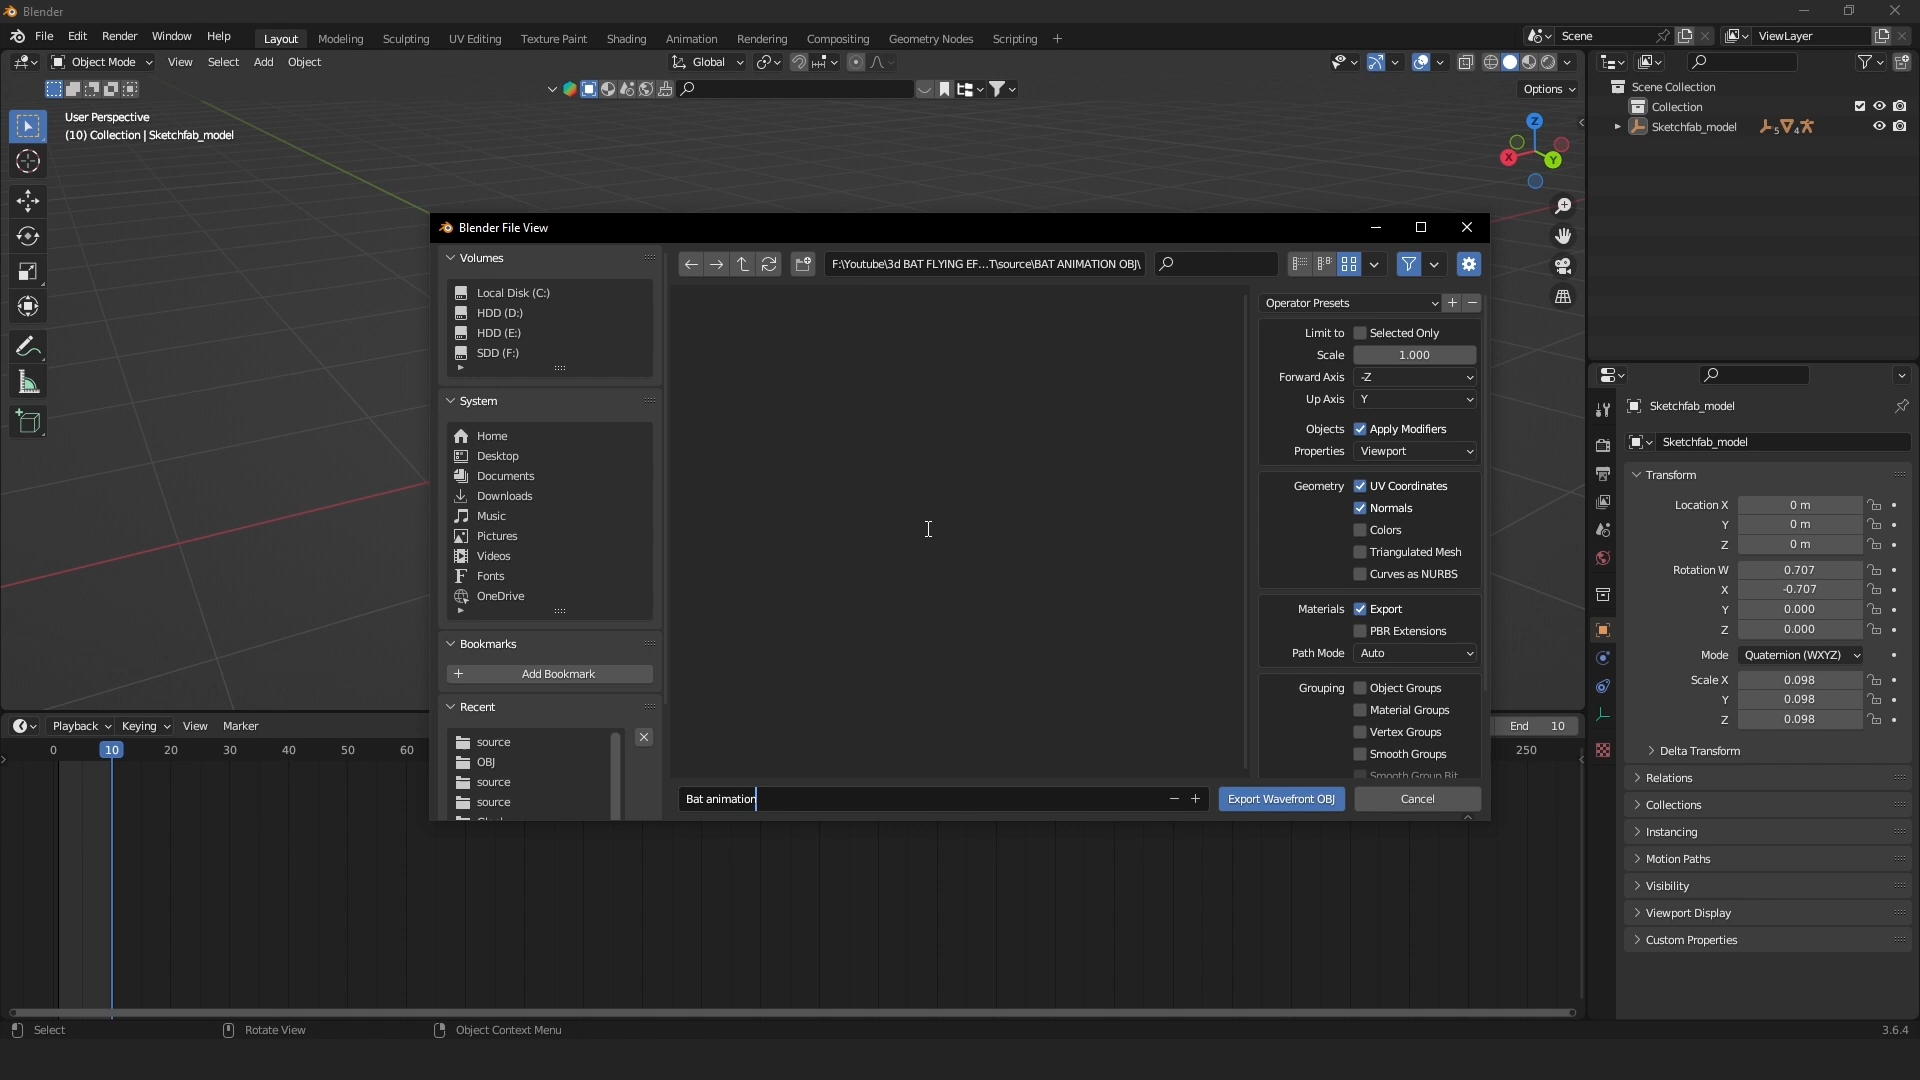 Blender
File Edit Render Window Help Layout Modeling Sculpting UV Editing Texture Paint Shading Animation Rendering Compositing Geometry Nodes Scripting + Scene ViewLayer
Object Mode View Select Add Object Global
Options
User Perspective
(10) Collection | Sketchfab_model
Z
X
Y
Scene Collection
Collection
Sketchfab_model 5 4
Blender File View
Volumes
Local Disk (C:)
HDD (D:)
HDD (E:)
SDD (F:)
System
Home
Desktop
Documents
Downloads
Music
Pictures
Videos
Fonts
OneDrive
Bookmarks
Add Bookmark
Recent
source
OBJ
source
source
F:\Youtube\3d BAT FLYING EF...T\source\BAT ANIMATION OBJ\
Operator Presets
Limit to Selected Only
Scale 1.000
Forward Axis -Z
Up Axis Y
Objects Apply Modifiers
Properties Viewport
Geometry UV Coordinates
Normals
Colors
Triangulated Mesh
Curves as NURBS
Materials Export
PBR Extensions
Path Mode Auto
Grouping Object Groups
Material Groups
Vertex Groups
Smooth Groups
Bat animation Export Wavefront OBJ Cancel
Sketchfab_model
Sketchfab_model
Transform
Location X 0 m
Y 0 m
Z 0 m
Rotation W 0.707
X -0.707
Y 0.000
Z 0.000
Mode Quaternion (WXYZ)
Scale X 0.098
Y 0.098
Z 0.098
Delta Transform
Relations
Collections
Instancing
Motion Paths
Visibility
Viewport Display
Custom Properties
Playback Keying View Marker End 10
0 10 20 30 40 50 60 250
Select Rotate View Object Context Menu 3.6.4